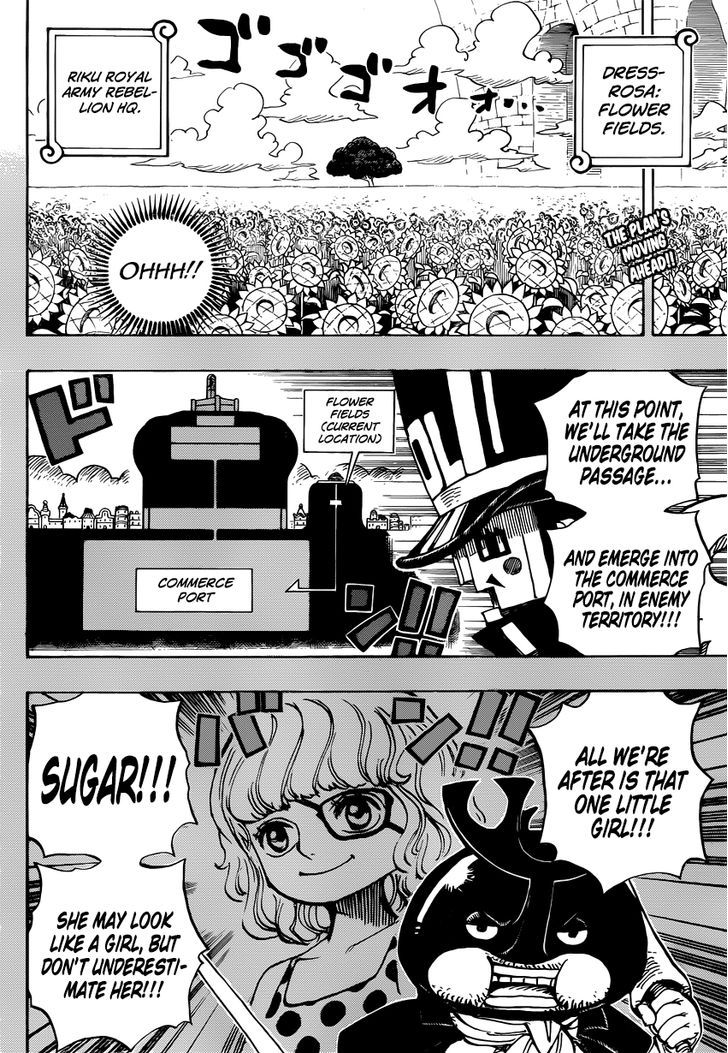 DRESS-
ROSA:
FLOWER
FIELDS.
ゴゴゴゴオオ...
RIKU ROYAL
ARMY REBEL-
LION HQ.
THE PLAN'S
MOVING
AHEAD!!
OHHH!!
AT THIS POINT,
WE'LL TAKE THE
UNDERGROUND
PASSAGE...
AND EMERGE INTO
THE COMMERCE
PORT, IN ENEMY
TERRITORY!!!
FLOWER
FIELDS
(CURRENT
LOCATION)
COMMERCE
PORT
ド
ン!!
ALL WE'RE
AFTER IS THAT
ONE LITTLE
GIRL!!!
SUGAR!!!
SHE MAY LOOK
LIKE A GIRL, BUT
DON'T UNDERESTI-
MATE HER!!!